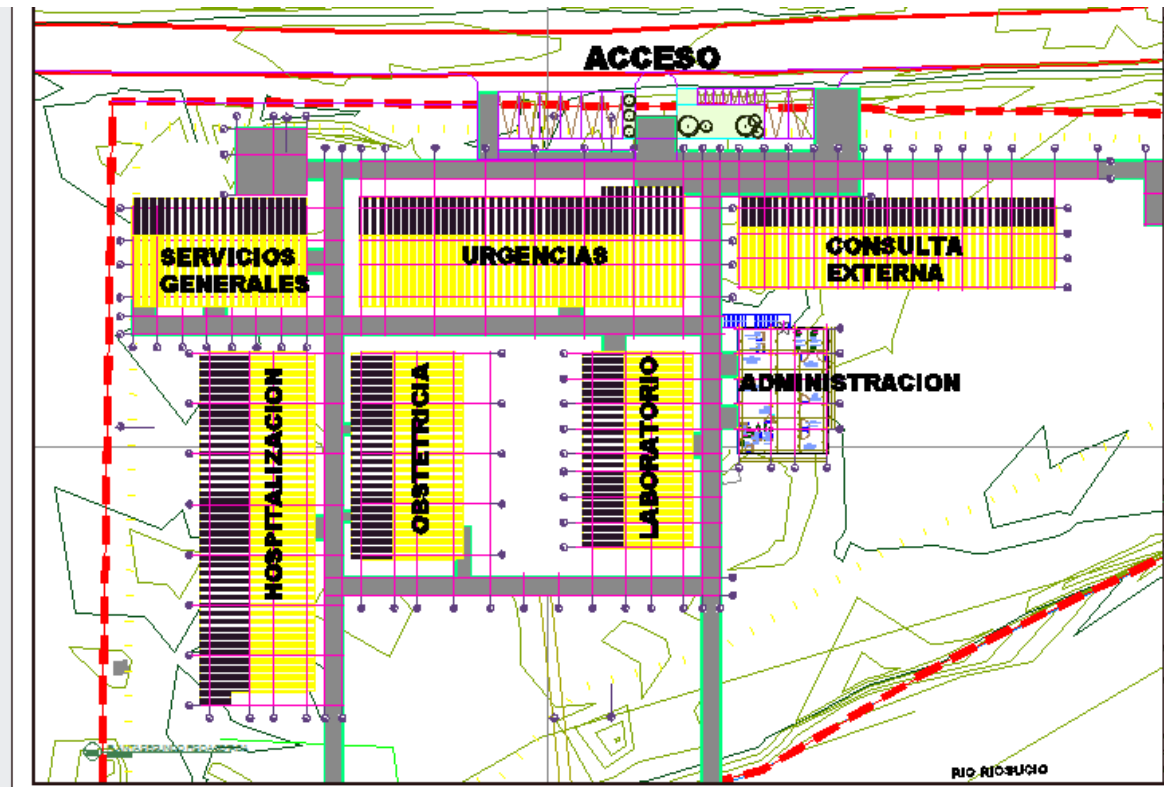 ACCESO
SERVICIOS
GENERALES
URGENCIAS
CONSULTA
EXTERNA
HOSPITALIZACION
OBSTETRICIA
LABORATORIO
ADMINISTRACION
RIO RIOSUCIO